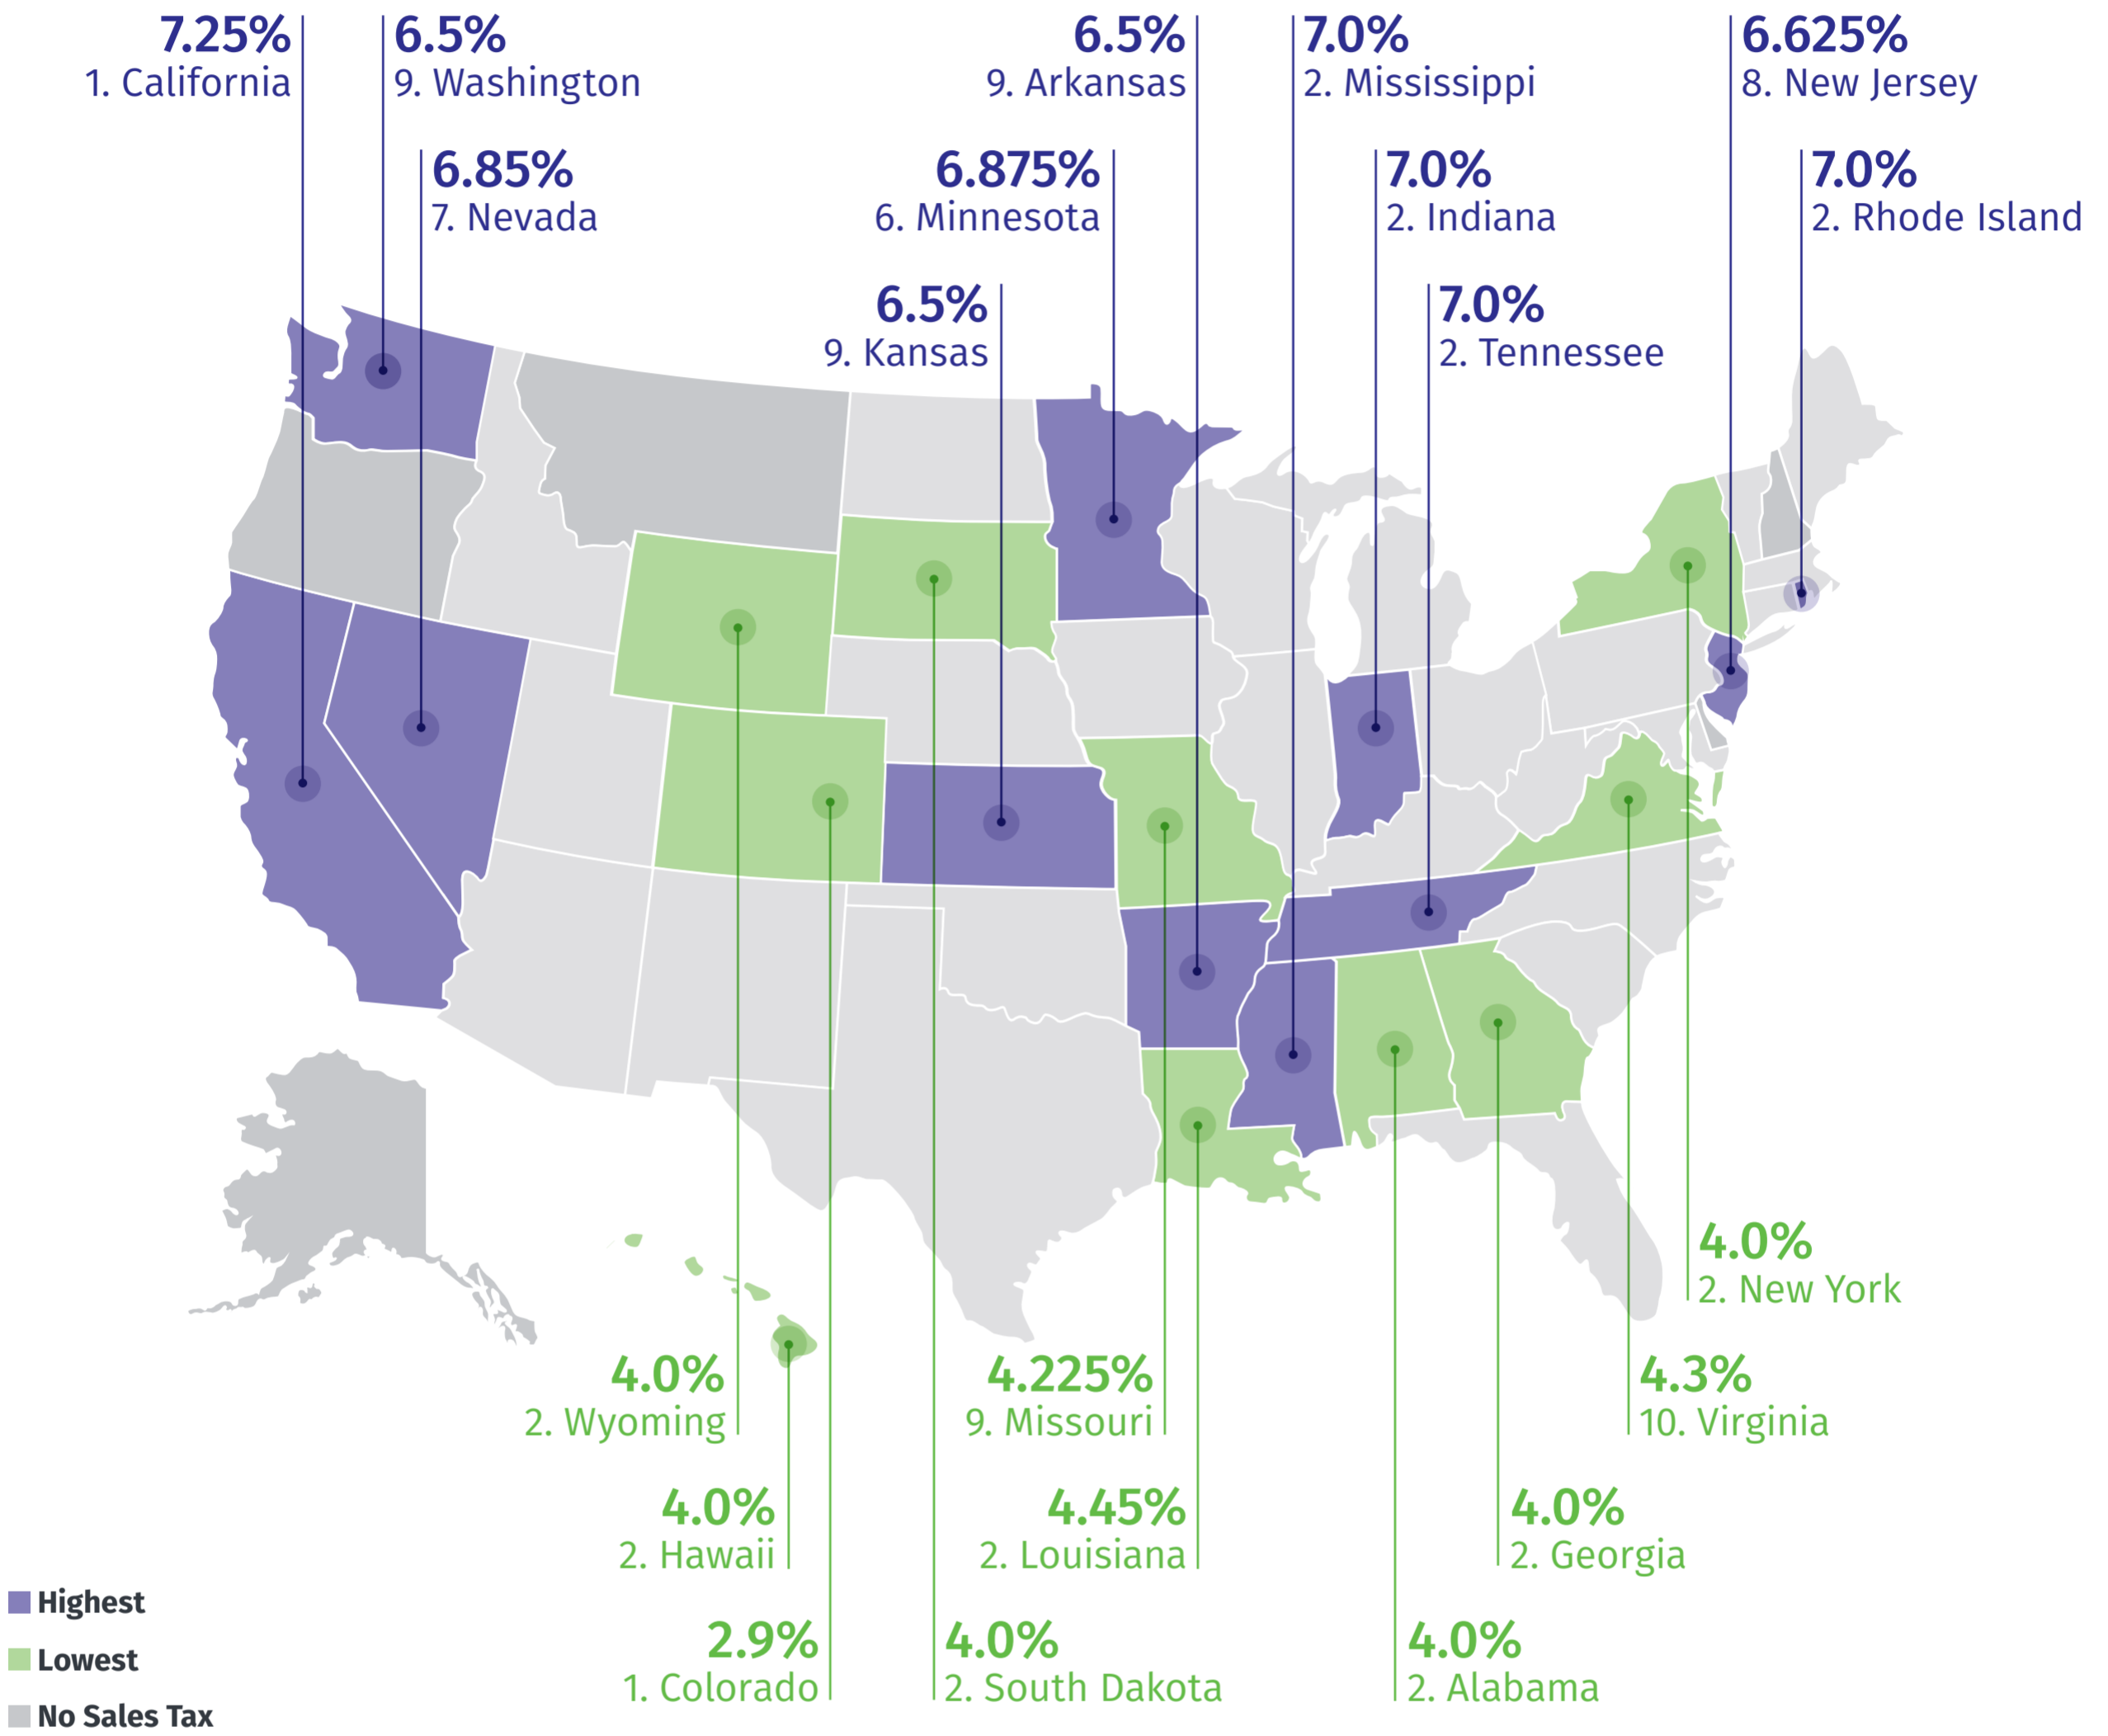 7.25%
1. California
6.5%
9. Washington
6.5%
9. Arkansas
7.0%
2. Mississippi
6.625%
8. New Jersey
6.85%
7. Nevada
6.875%
6. Minnesota
7.0%
2. Indiana
7.0%
2. Rhode Island
6.5%
9. Kansas
7.0%
2. Tennessee
4.0%
2. New York
4.0%
2. Wyoming
4.225%
9. Missouri
4.3%
10. Virginia
4.0%
2. Hawaii
4.45%
2. Louisiana
4.0%
2. Georgia
2.9%
1. Colorado
4.0%
2. South Dakota
4.0%
2. Alabama
Highest
Lowest
No Sales Tax